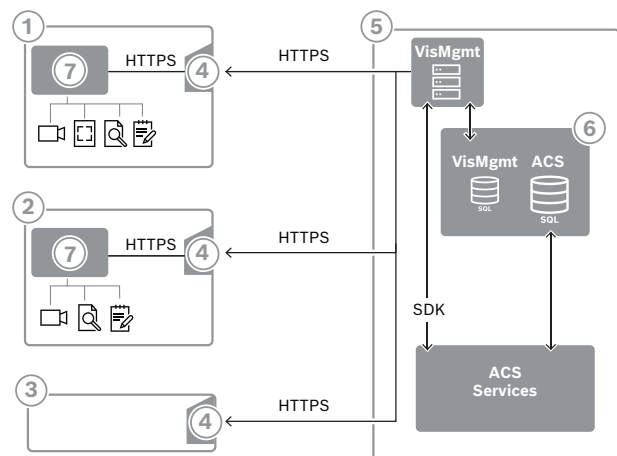 1
7
HTTPS
4
HTTPS
5
VisMgmt
6
VisMgmt
ACS
SQL
SQL
2
7
HTTPS
4
HTTPS
SDK
ACS
Services
3
4
HTTPS